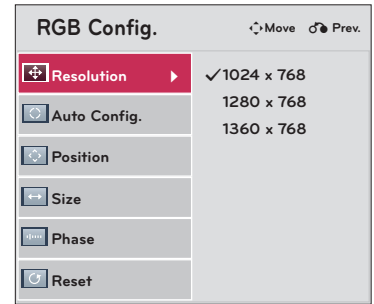 RGB Config.
Move Prev.
Resolution
✓1024 x 768
1280 x 768
1360 x 768
Auto Config.
Position
Size
Phase
Reset